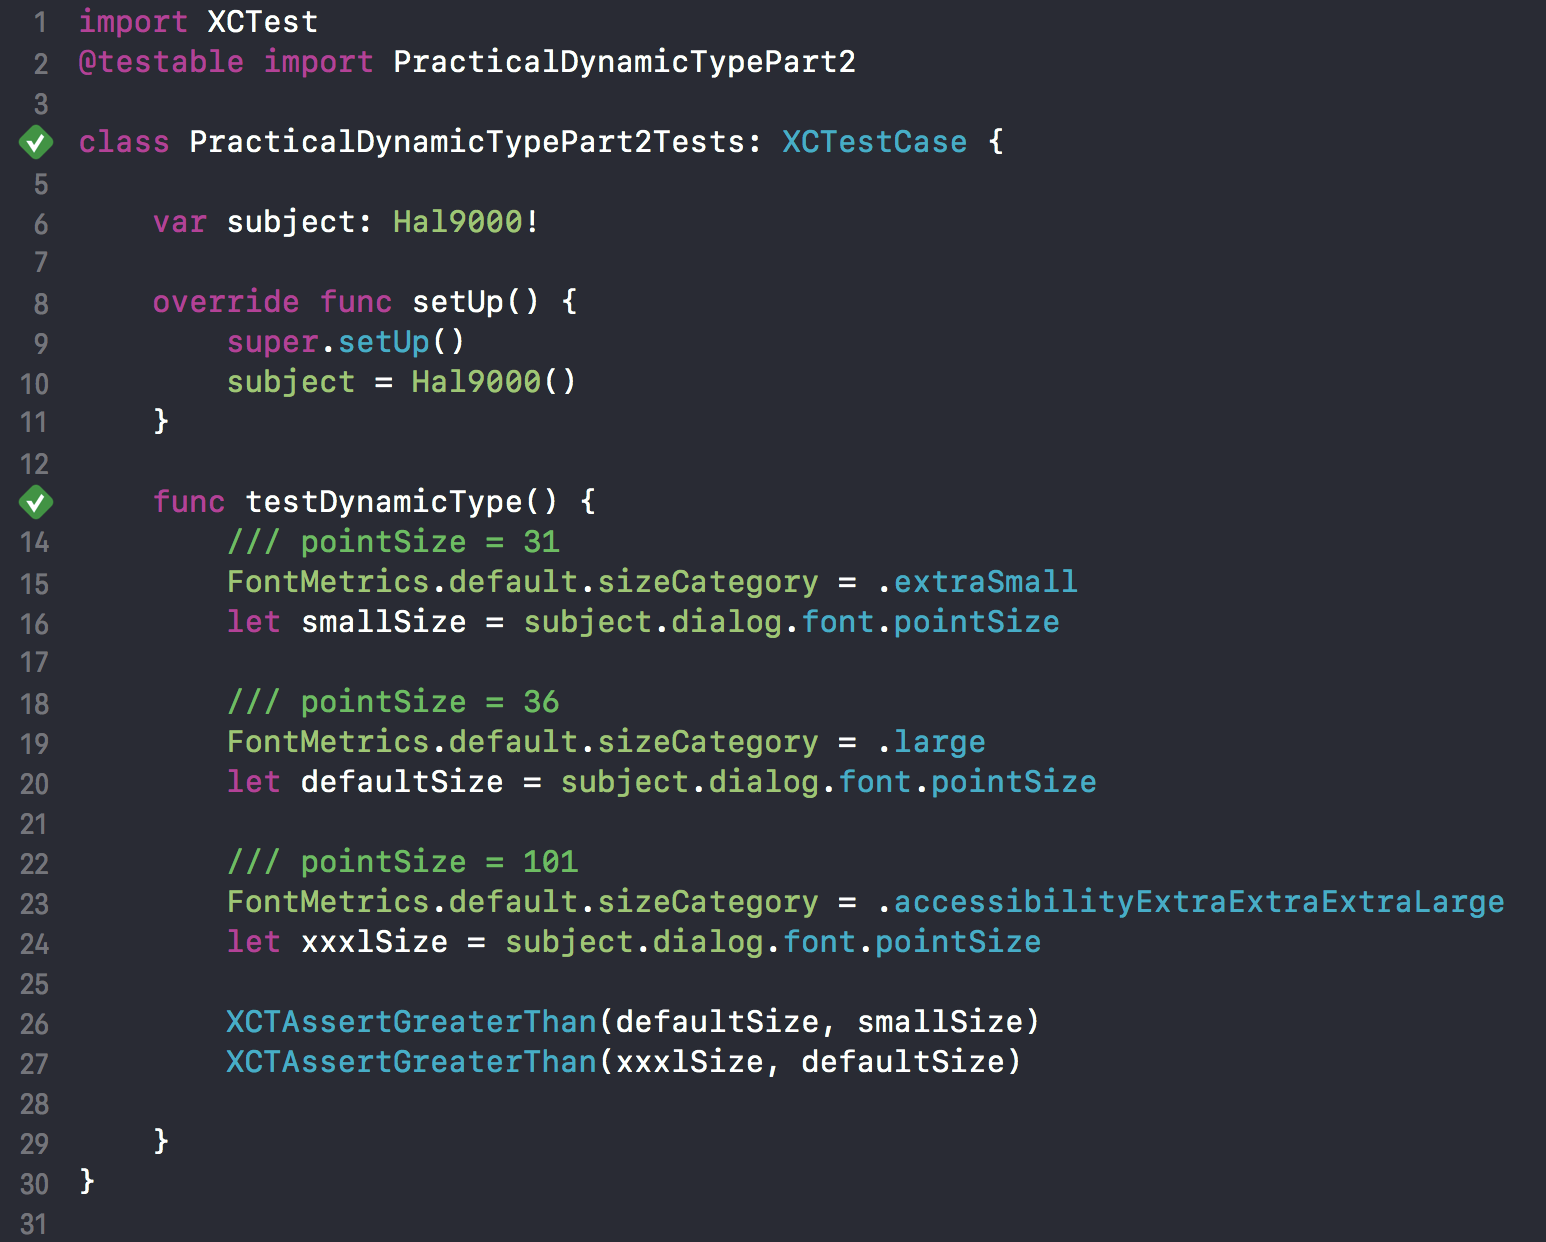 1 import XCTest
2 @testable import PracticalDynamicTypePart2
3
class PracticalDynamicTypePart2Tests: XCTestCase {
5
6 var subject: Hal9000!
7
8 override func setUp() {
9 super.setUp()
10 subject = Hal9000()
11 }
12
func testDynamicType() {
14 /// pointSize = 31
15 FontMetrics.default.sizeCategory = .extraSmall
16 let smallSize = subject.dialog.font.pointSize
17
18 /// pointSize = 36
19 FontMetrics.default.sizeCategory = .large
20 let defaultSize = subject.dialog.font.pointSize
21
22 /// pointSize = 101
23 FontMetrics.default.sizeCategory = .accessibilityExtraExtraExtraLarge
24 let xxxlSize = subject.dialog.font.pointSize
25
26 XCTAssertGreaterThan(defaultSize, smallSize)
27 XCTAssertGreaterThan(xxxlSize, defaultSize)
28
29 }
30 }
31